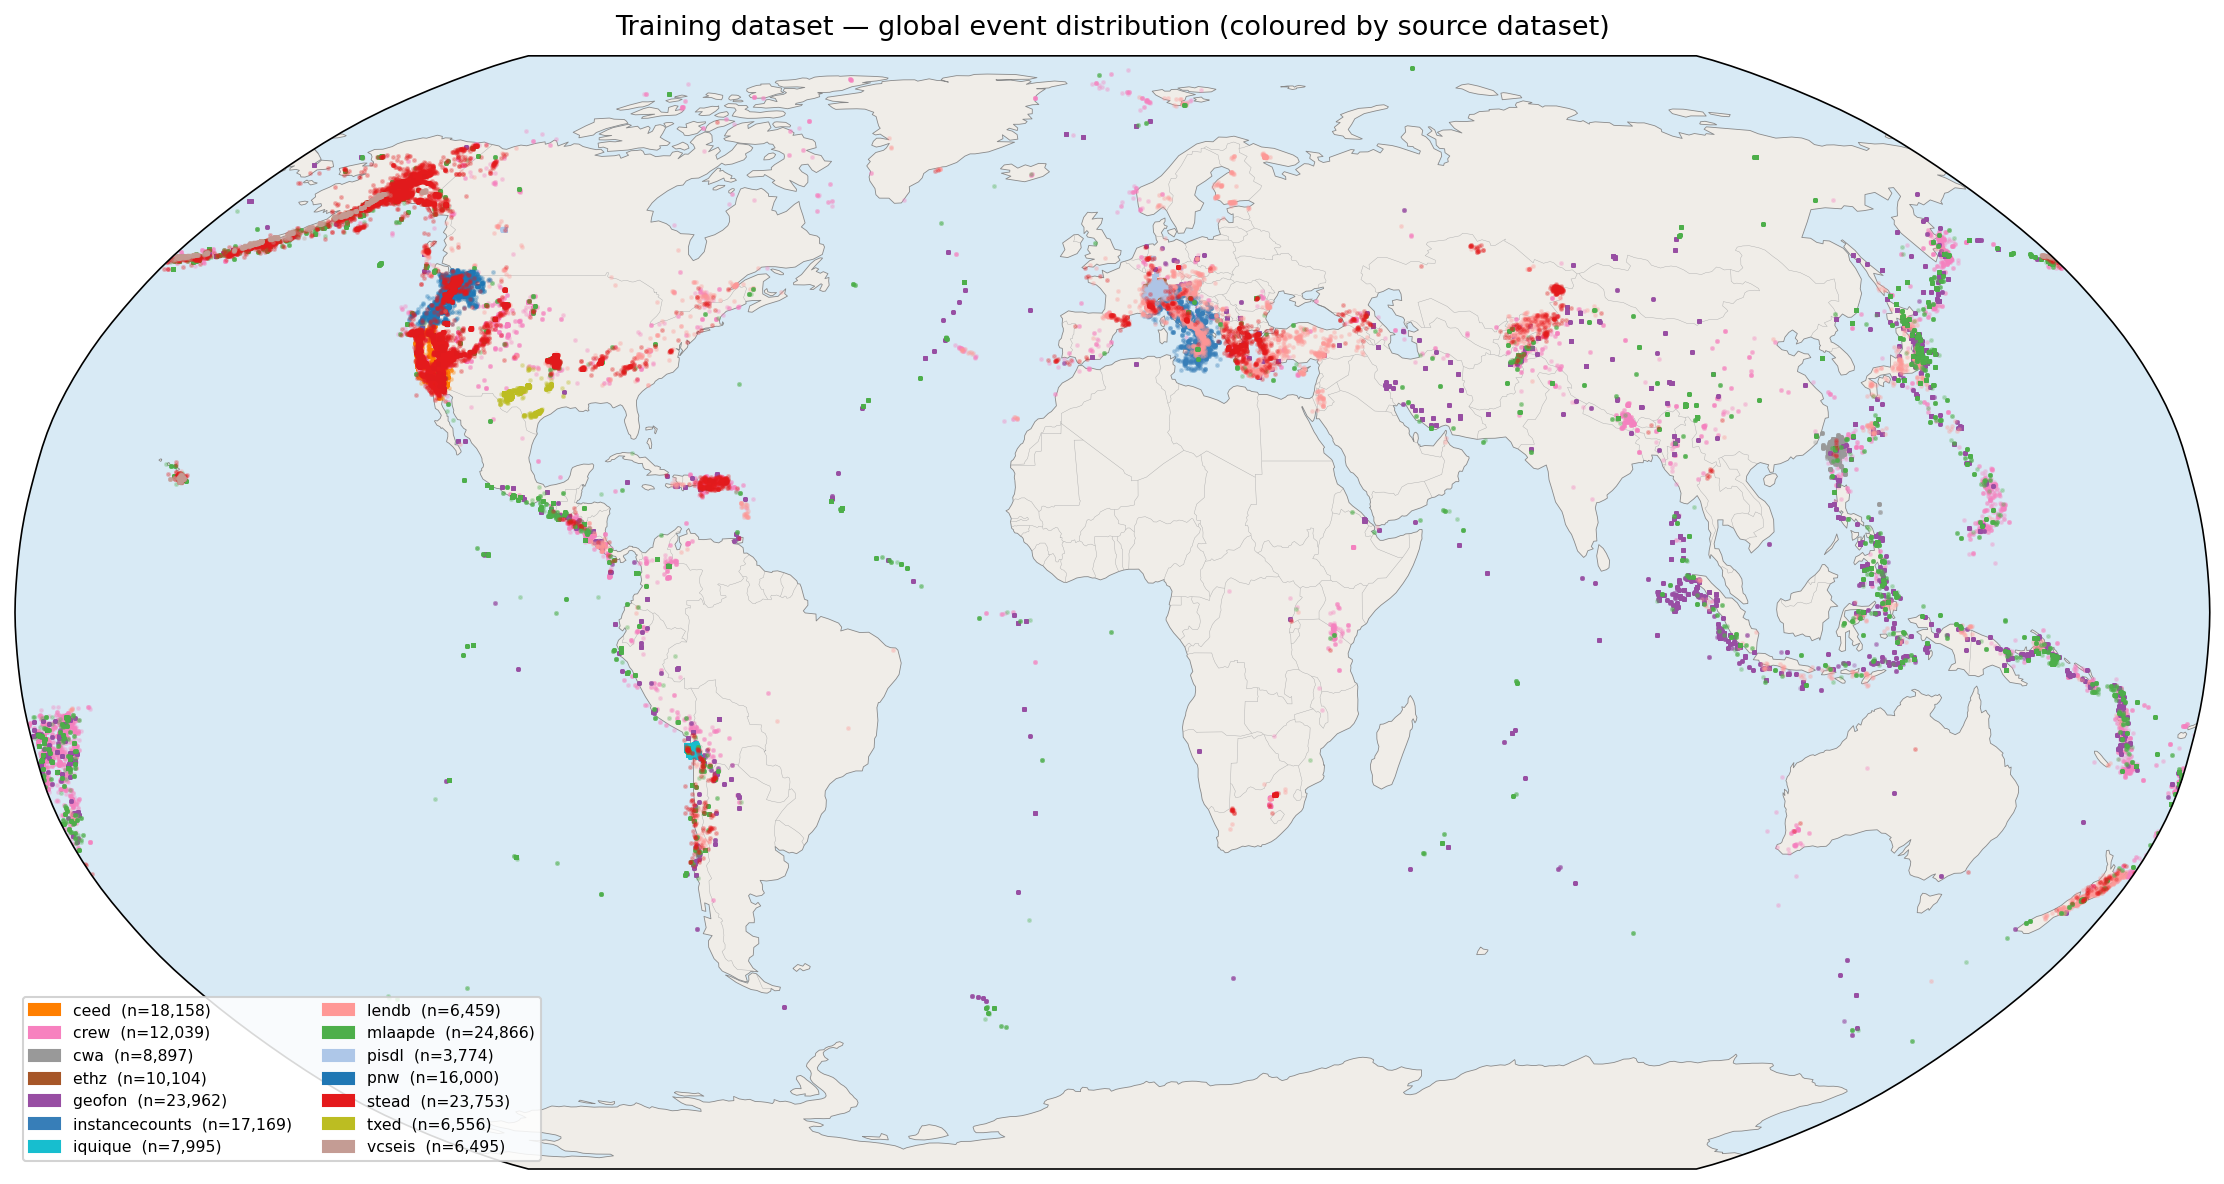 Training dataset — global event distribution (coloured by source dataset)
ceed  (n=18,158)
crew  (n=12,039)
cwa  (n=8,897)
ethz  (n=10,104)
geofon  (n=23,962)
instancecounts  (n=17,169)
iquique  (n=7,995)
lendb  (n=6,459)
mlaapde  (n=24,866)
pisdl  (n=3,774)
pnw  (n=16,000)
stead  (n=23,753)
txed  (n=6,556)
vcseis  (n=6,495)